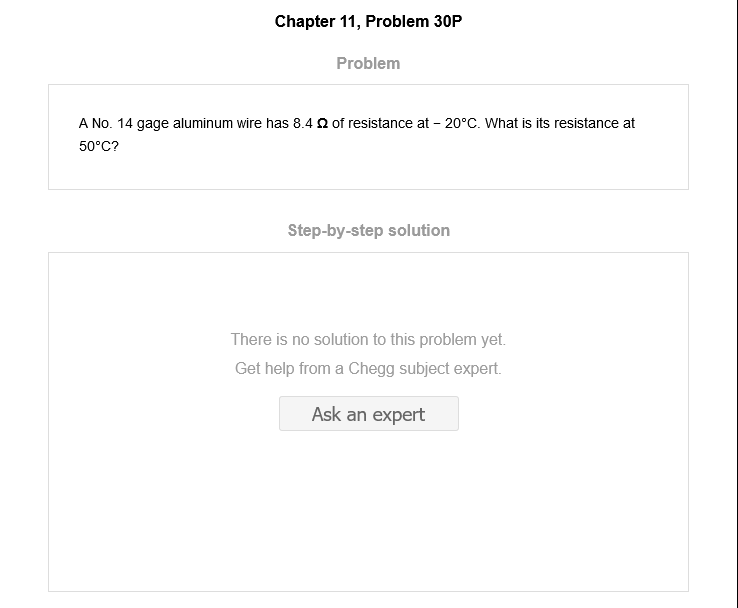 Chapter 11, Problem 30P
Problem
A No. 14 gage aluminum wire has 8.4 Ω of resistance at − 20°C. What is its resistance at
50°C?
Step-by-step solution
There is no solution to this problem yet.
Get help from a Chegg subject expert.
Ask an expert